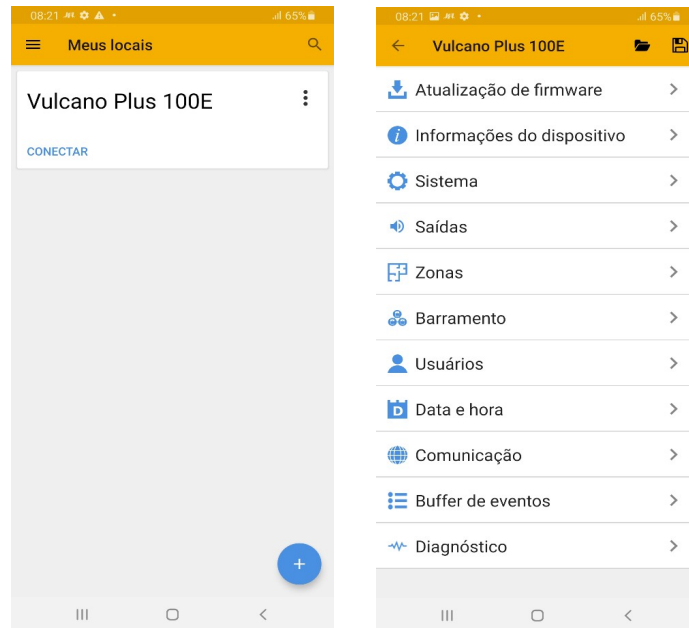 08:21
65%
Meus locais
Vulcano Plus 100E
CONECTAR
08:21
65%
Vulcano Plus 100E
Atualização de firmware
Informações do dispositivo
Sistema
Saídas
Zonas
Barramento
Usuários
Data e hora
Comunicação
Buffer de eventos
Diagnóstico